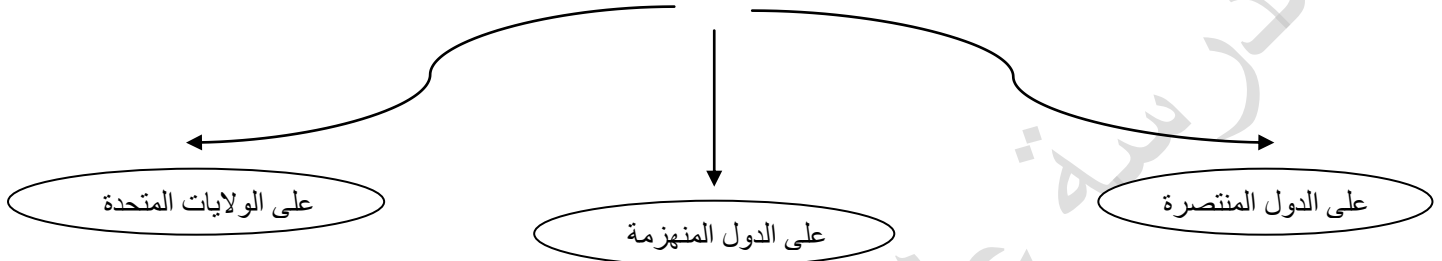 على الدول المنتصرة
على الدول المنهزمة
على الولايات المتحدة